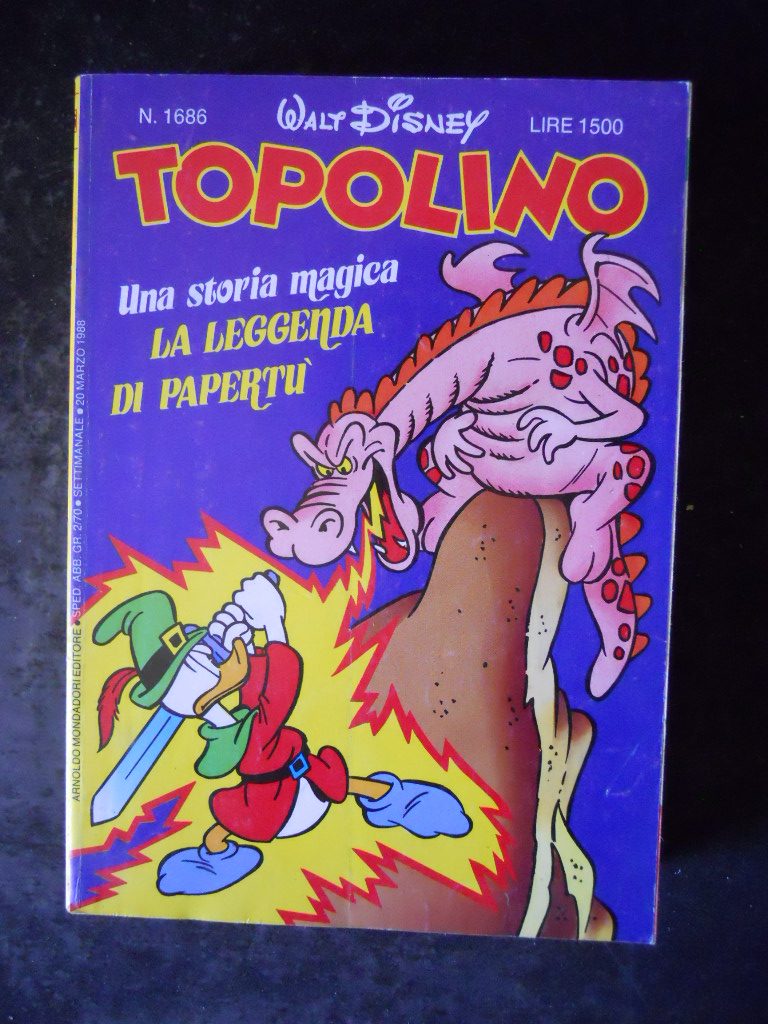 N. 1686
WALT DISNEY
LIRE 1500
TOPOLINO
Una storia magica
LA LEGGENDA
DI PAPERTU'
ARNOLDO MONDADORI EDITORE • SPED. ABB. GR. 2/70 • SETTIMANALE • 20 MARZO 1988